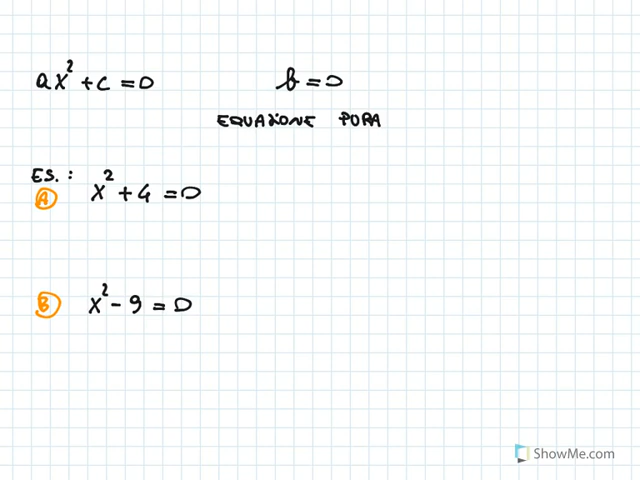 ax² + c = 0 b = 0
EQUAZIONE PURA
ES.:
A x² + 4 = 0
B x² - 9 = 0
ShowMe.com